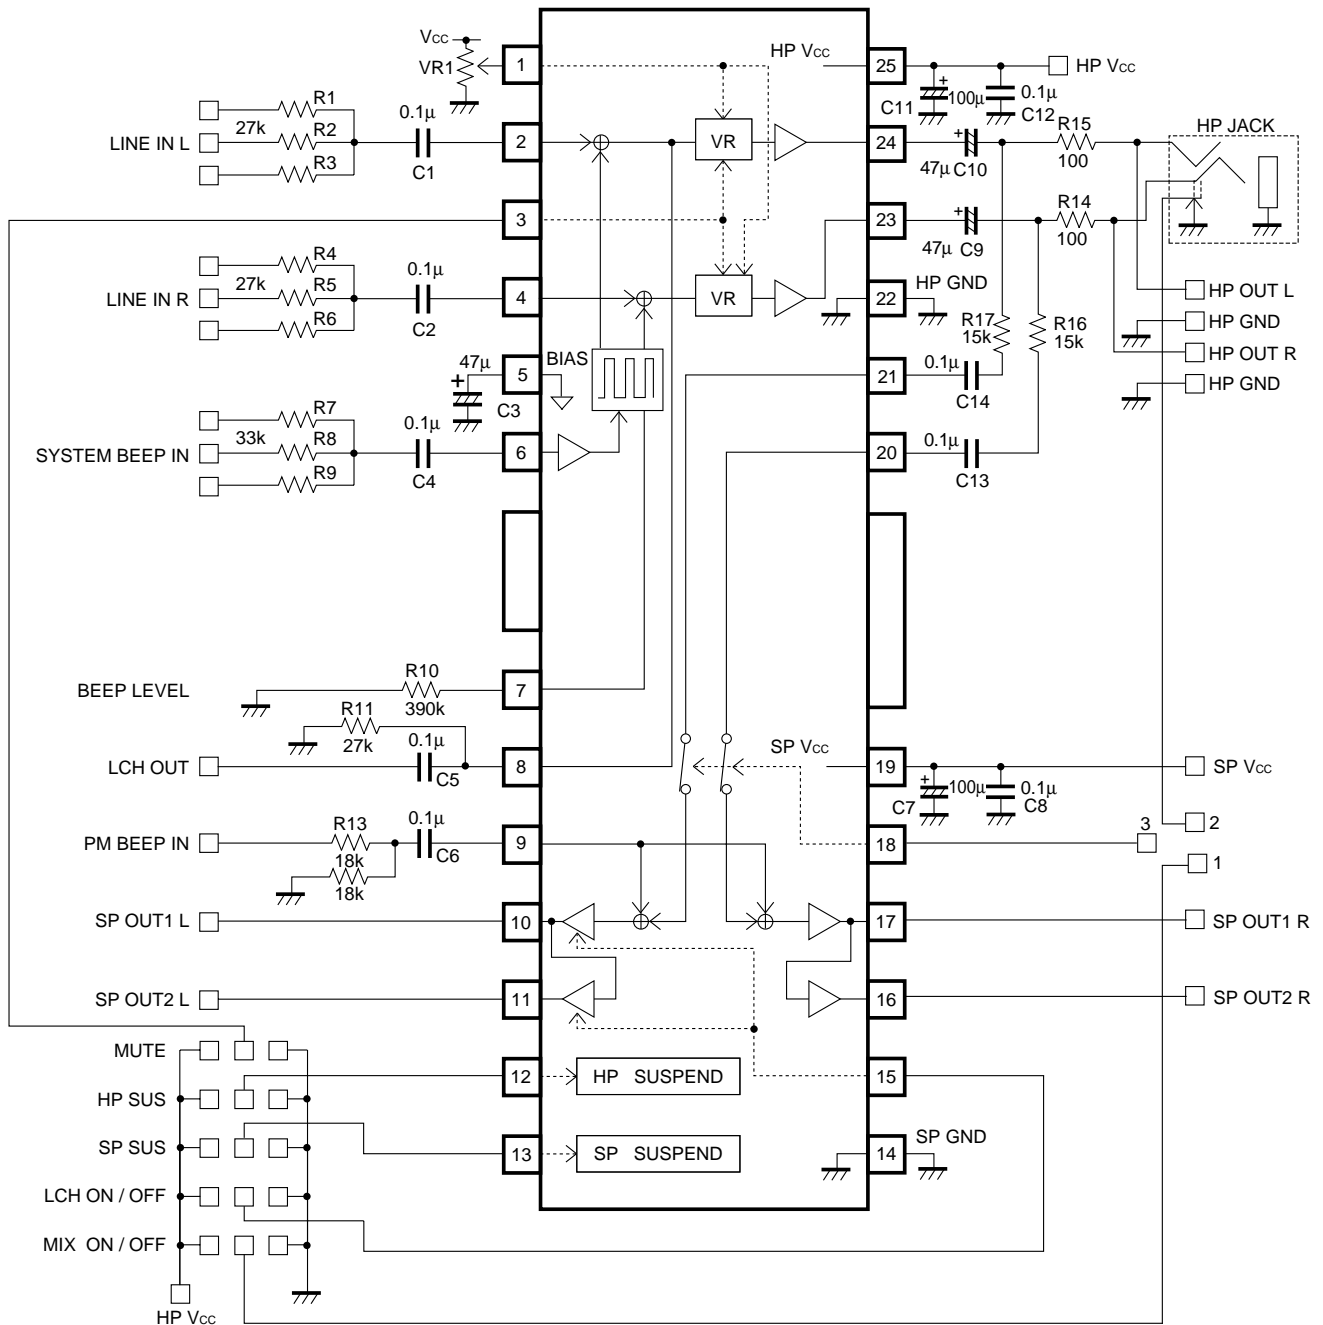 Vcc
VR1
1
HP Vcc
25
HP Vcc
C11
+
100μ
0.1μ
C12
R1
27k
R2
R3
LINE IN L
0.1μ
C1
2
VR
24
+
47μ
C10
R15
100
HP JACK
3
23
+
47μ
C9
R14
100
R4
27k
R5
R6
LINE IN R
0.1μ
C2
4
VR
22
HP GND
HP OUT L
HP GND
HP OUT R
HP GND
R17
15k
R16
15k
47μ
+
C3
5
BIAS
21
0.1μ
C14
R7
33k
R8
R9
SYSTEM BEEP IN
0.1μ
C4
6
20
0.1μ
C13
BEEP LEVEL
R10
390k
7
R11
27k
LCH OUT
0.1μ
C5
8
SP Vcc
19
+
C7
100μ
0.1μ
C8
SP Vcc
2
3
1
PM BEEP IN
R13
18k
18k
0.1μ
C6
9
18
SP OUT1 L
10
17
SP OUT1 R
SP OUT2 L
11
16
SP OUT2 R
MUTE
HP SUS
12
HP SUSPEND
15
SP SUS
13
SP SUSPEND
14
SP GND
LCH ON / OFF
MIX ON / OFF
HP Vcc